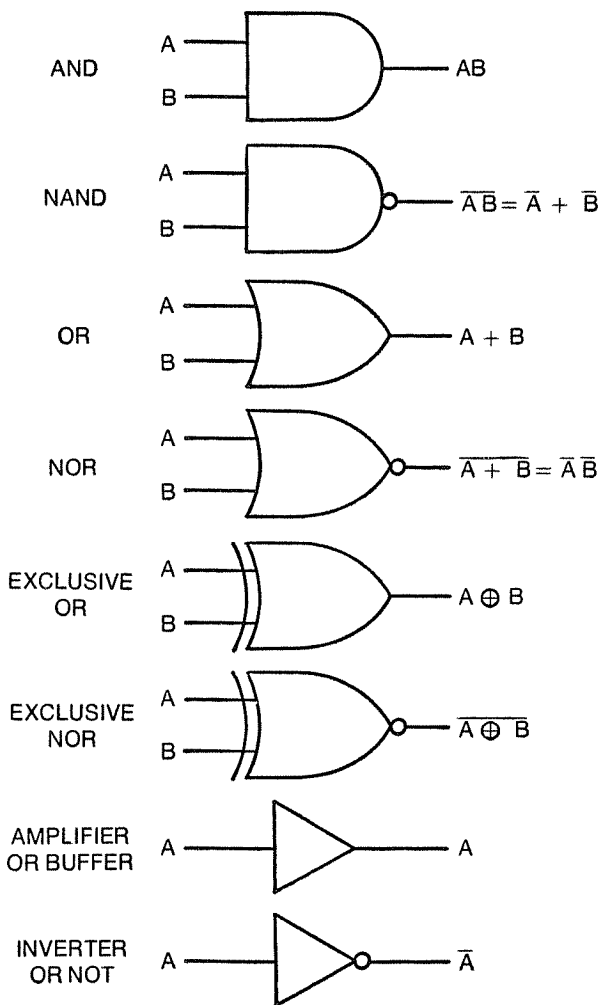 A
AND
AB
B
A
NAND
A̅B̅ = A̅ + B̅
B
A
OR
A + B
B
A
NOR
A̅ ̅+̅ ̅B̅ = A̅ B̅
B
A
EXCLUSIVE
OR
A ⊕ B
B
A
EXCLUSIVE
NOR
A̅ ̅⊕̅ ̅B̅
B
AMPLIFIER
OR BUFFER
A
A
INVERTER
OR NOT
A
A̅